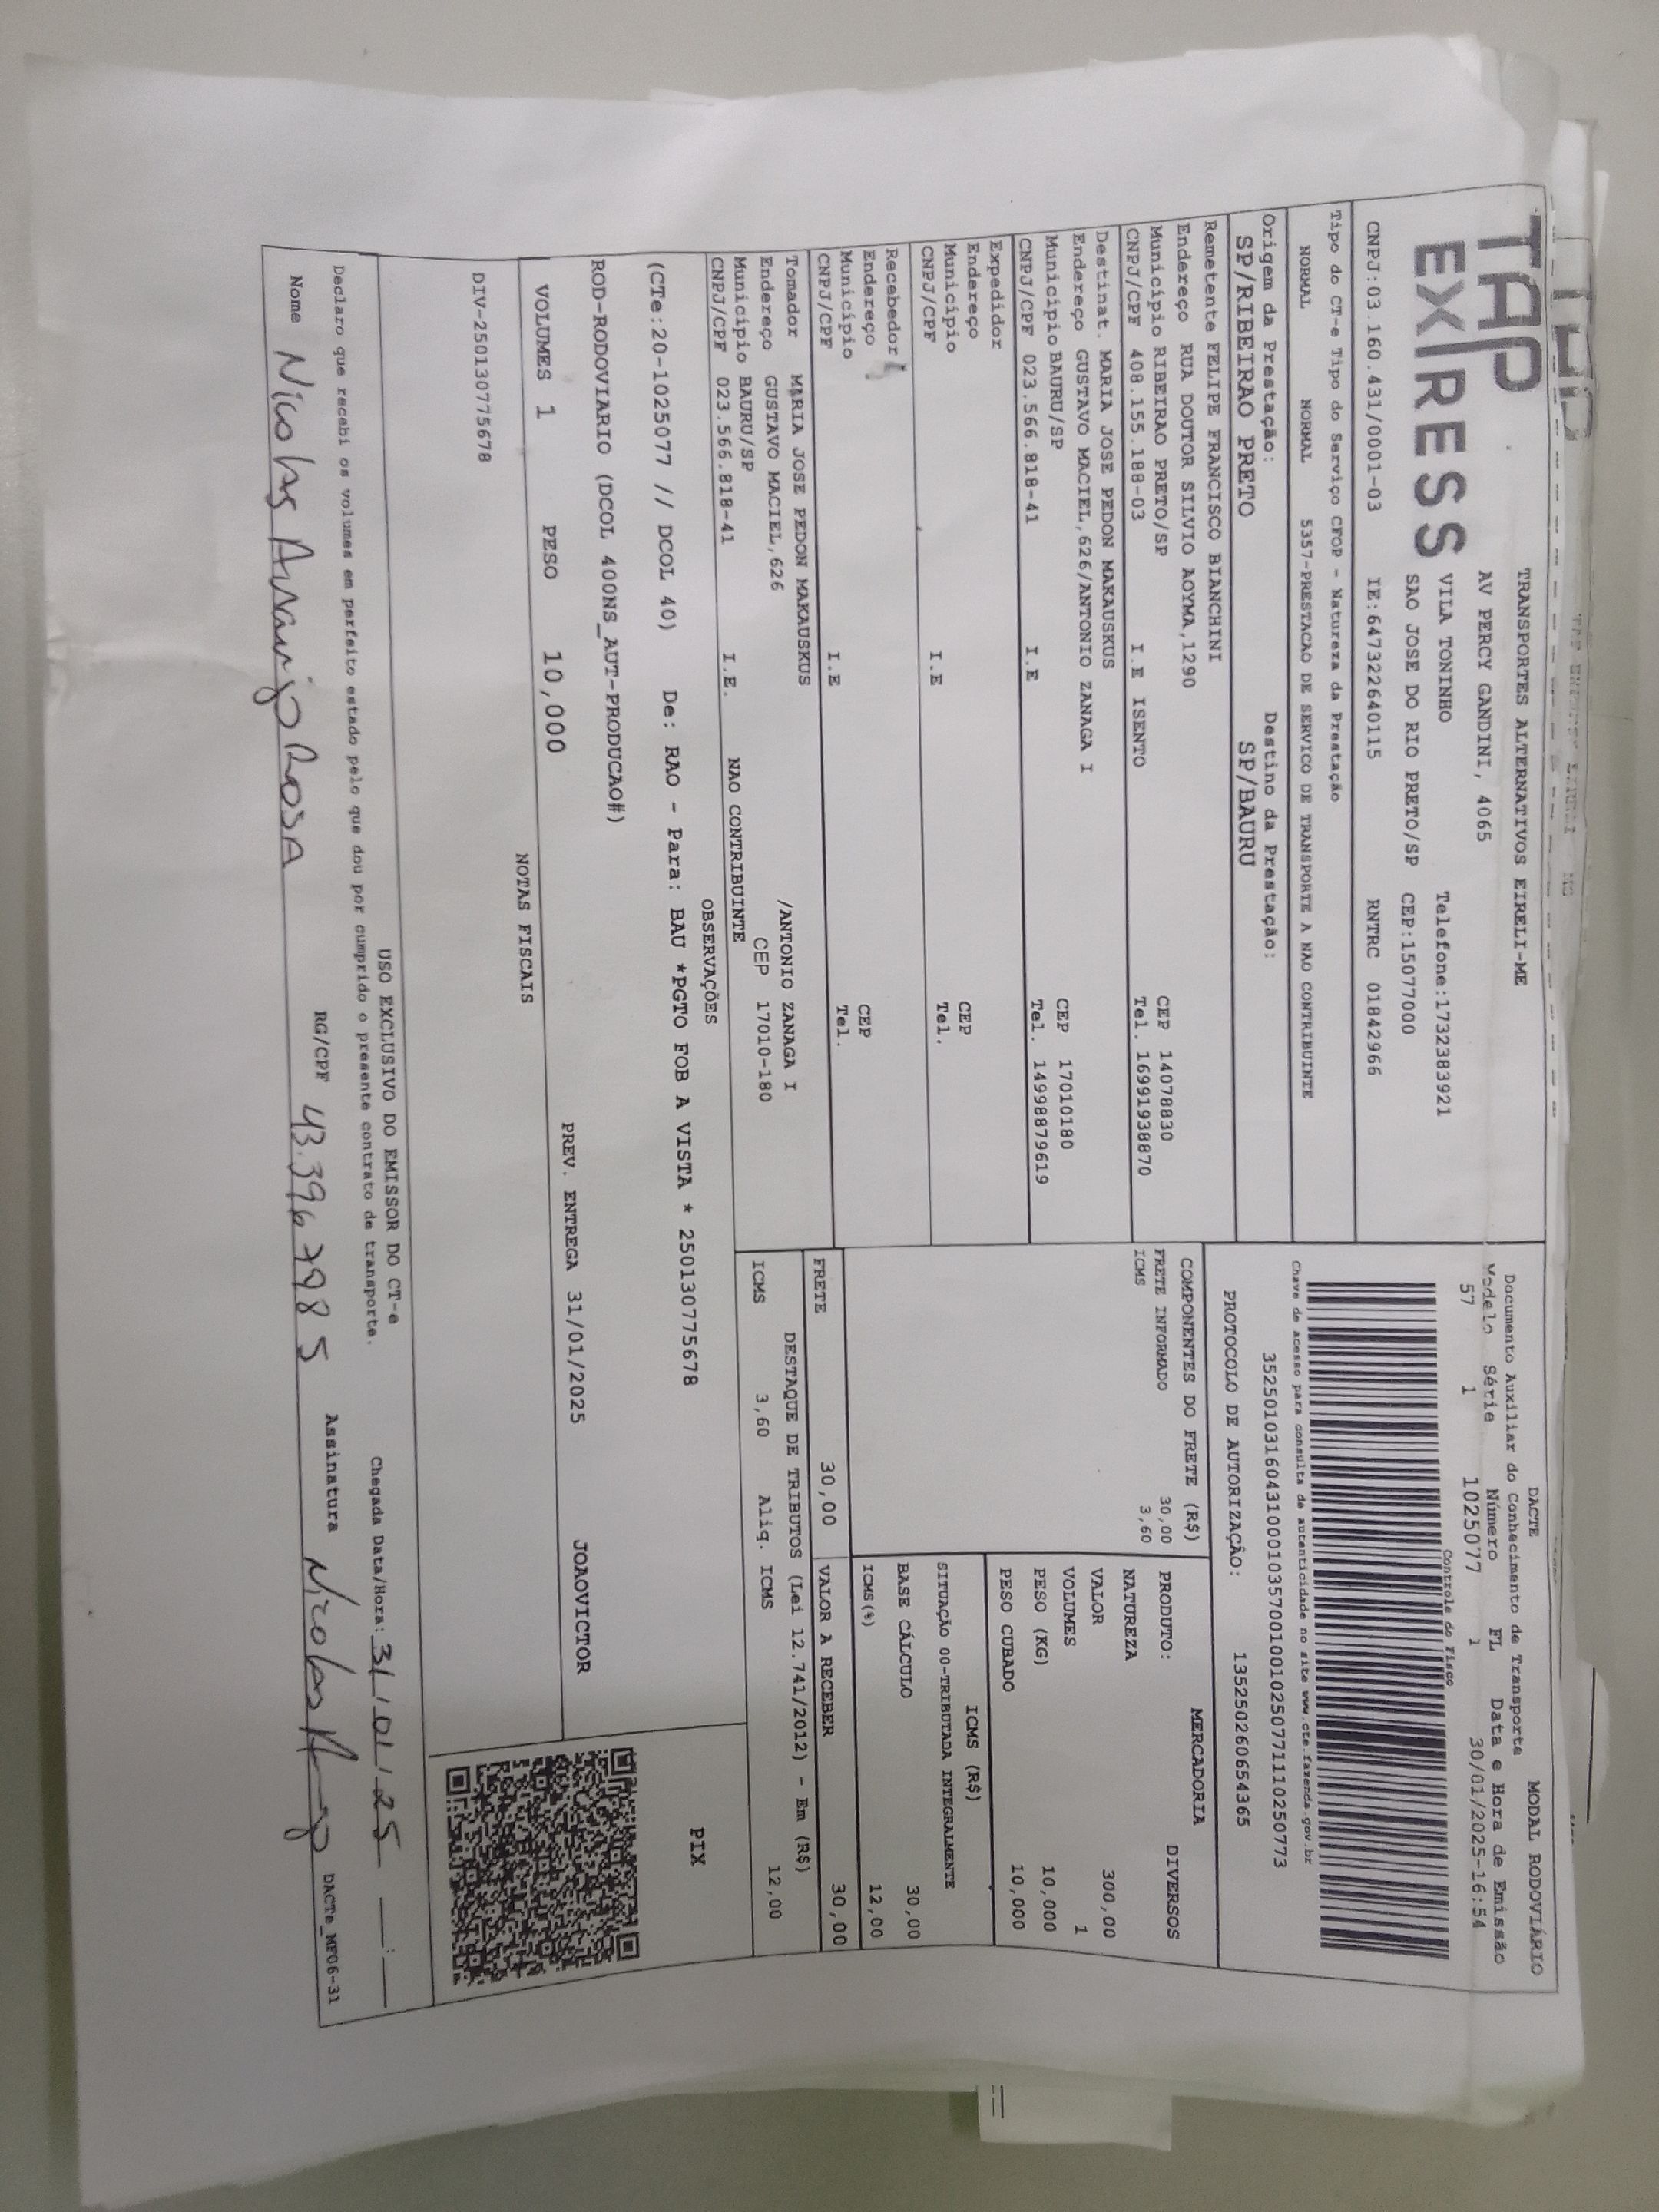 TAP
EXPRESS
TRANSPORTES ALTERNATIVOS EIRELI-ME
AV PERCY GANDINI, 4065
VILA TONINHO Telefone:1732383921
SAO JOSE DO RIO PRETO/SP CEP:15077000
CNPJ:03.160.431/0001-03 IE:647322640115 RNTRC 01842966
DACTE MODAL RODOVIÁRIO
Documento Auxiliar do Conhecimento de Transporte
Modelo Série Número FL Data e Hora de Emissão
57 1 1025077 1 30/01/2025-16:54
Controle do Fisco
Chave de acesso para consulta de autenticidade no site www.cte.fazenda.gov.br
35250103160431000103570010010250771110250773
PROTOCOLO DE AUTORIZAÇÃO: 135250260654365
Tipo do CT-e Tipo do Serviço CFOP - Natureza da Prestação
NORMAL NORMAL 5357-PRESTACAO DE SERVICO DE TRANSPORTE A NAO CONTRIBUINTE
Origem da Prestação: Destino da Prestação:
SP/RIBEIRAO PRETO SP/BAURU
Remetente FELIPE FRANCISCO BIANCHINI
Endereço RUA DOUTOR SILVIO AOYMA,1290
Município RIBEIRAO PRETO/SP CEP 14078830
CNPJ/CPF 408.155.188-03 I.E ISENTO Tel. 16991938870
Destinat. MARIA JOSE PEDON MAKAUSKUS
Endereço GUSTAVO MACIEL,626/ANTONIO ZANAGA I
Município BAURU/SP CEP 17010180
CNPJ/CPF 023.566.818-41 I.E Tel. 14998879619
Expedidor
Endereço
Município CEP
CNPJ/CPF I.E Tel.
Recebedor
Endereço
Município CEP
CNPJ/CPF I.E Tel.
Tomador MARIA JOSE PEDON MAKAUSKUS
Endereço GUSTAVO MACIEL,626 /ANTONIO ZANAGA I
Município BAURU/SP CEP 17010-180
CNPJ/CPF 023.566.818-41 I.E. NAO CONTRIBUINTE
COMPONENTES DO FRETE (R$)
FRETE INFORMADO 30,00
ICMS 3,60
MERCADORIA
PRODUTO: DIVERSOS
NATUREZA
VALOR 300,00
VOLUMES 1
PESO (KG) 10,000
PESO CUBADO 10,000
ICMS (R$)
SITUAÇÃO 00-TRIBUTADA INTEGRALMENTE
BASE CÁLCULO 30,00
ICMS(%) 12,00
FRETE 30,00 VALOR A RECEBER 30,00
DESTAQUE DE TRIBUTOS (Lei 12.741/2012) - Em (R$)
ICMS 3,60 Aliq. ICMS 12,00
OBSERVAÇÕES
(CTe:20-1025077 // DCOL 40) De: RAO - Para: BAU *PGTO FOB A VISTA * 250130775678
PIX
ROD-RODOVIARIO (DCOL 400NS_AUT-PRODUCAO#)
VOLUMES 1 PESO 10,000 PREV. ENTREGA 31/01/2025 JOAOVICTOR
NOTAS FISCAIS
DIV-250130775678
USO EXCLUSIVO DO EMISSOR DO CT-e
Declaro que recebi os volumes em perfeito estado pelo que dou por cumprido o presente contrato de transporte. Chegada Data/Hora: 31/01/25 __:__
Nome Nicolas Araujo Rosa RG/CPF 43.396 798 5 Assinatura Nicolas
DACTe_MF06-31